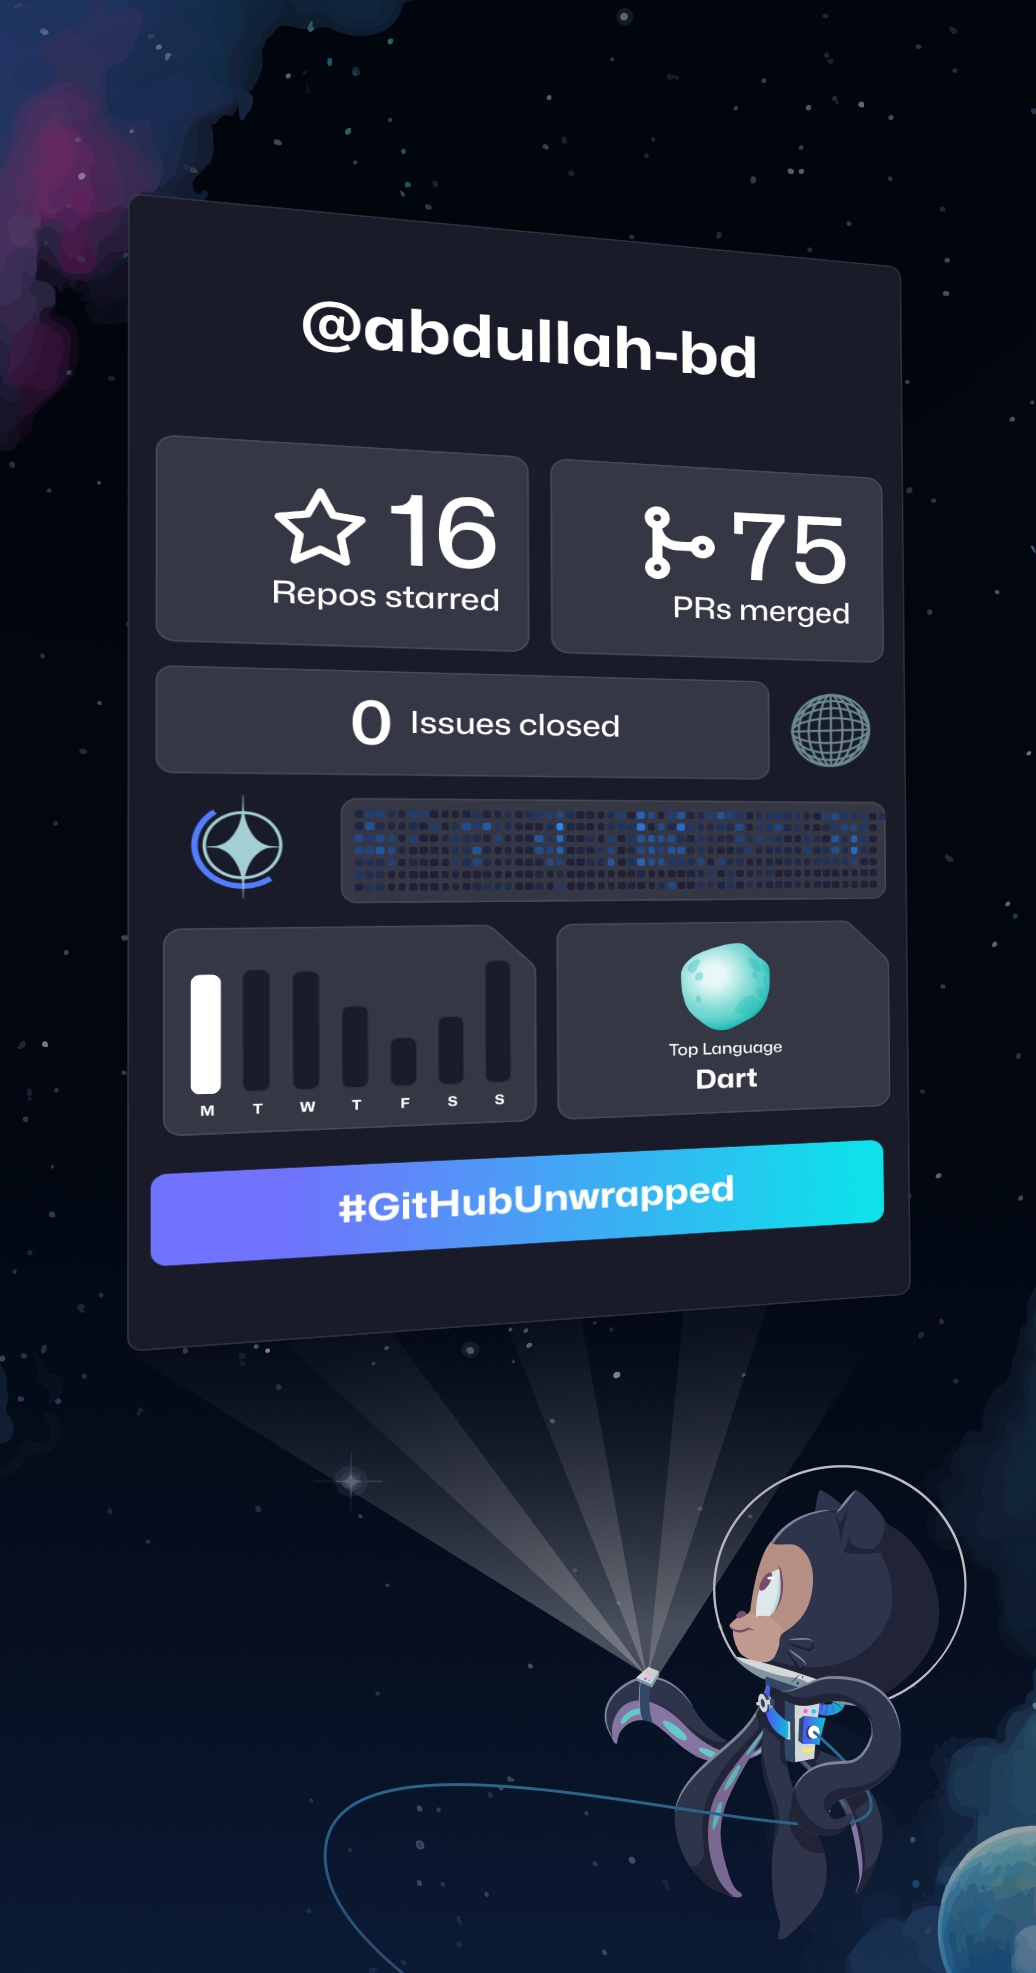 @abdullah-bd
16
Repos starred
75
PRs merged
0 Issues closed
M T W T F S S
Top Language
Dart
#GitHubUnwrapped